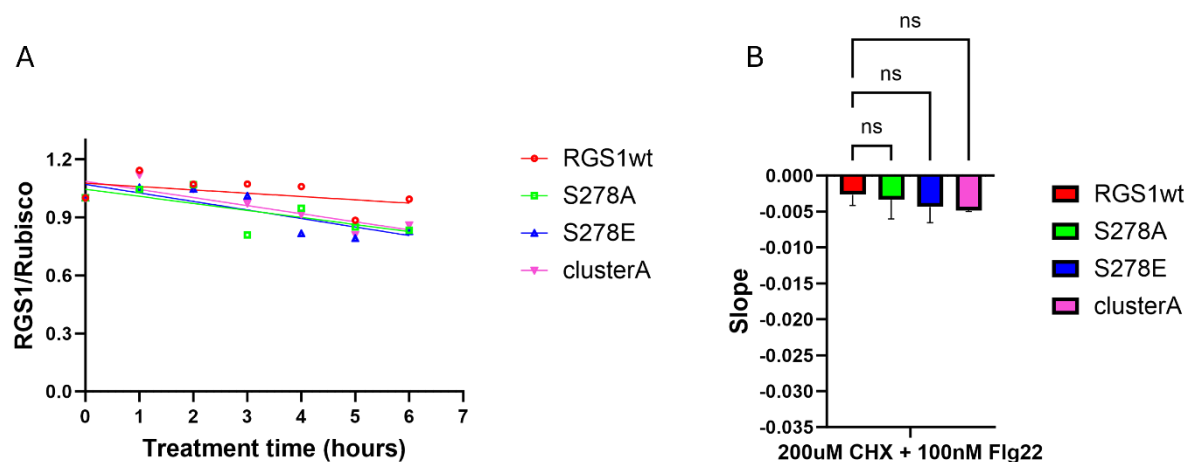 A
RGS1/Rubisco
1.2
0.9
0.6
0.3
0.0
0 1 2 3 4 5 6 7
Treatment time (hours)
RGS1wt
S278A
S278E
clusterA
B
ns
ns
ns
Slope
0.000
-0.005
-0.010
-0.015
-0.020
-0.025
-0.030
-0.035
200uM CHX + 100nM Flg22
RGS1wt
S278A
S278E
clusterA